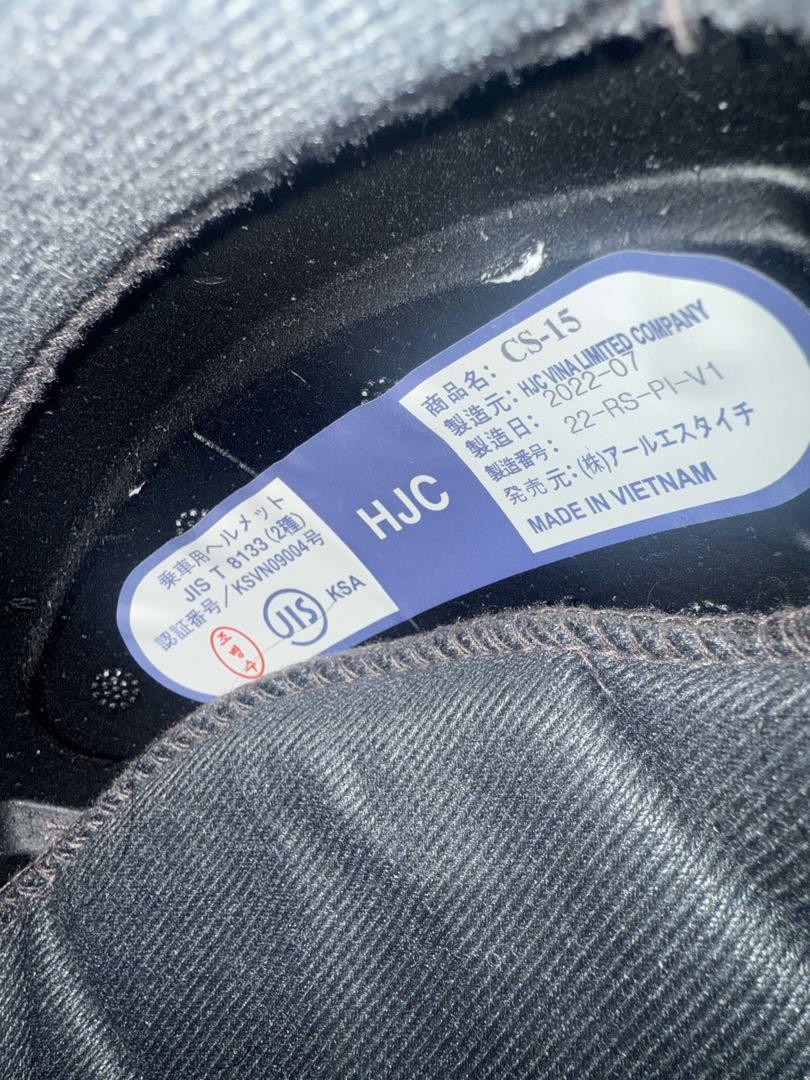 商品名: CS-15
製造元: HJC VINA LIMITED COMPANY
製造日: 2022-07
製造番号: 22-RS-PI-V1
発売元: (株)アールエスタイチ
MADE IN VIETNAM
HJC
乗車用ヘルメット
JIS T 8133(2種)
認証番号/KSVN09004号
JIS KSA
조병수